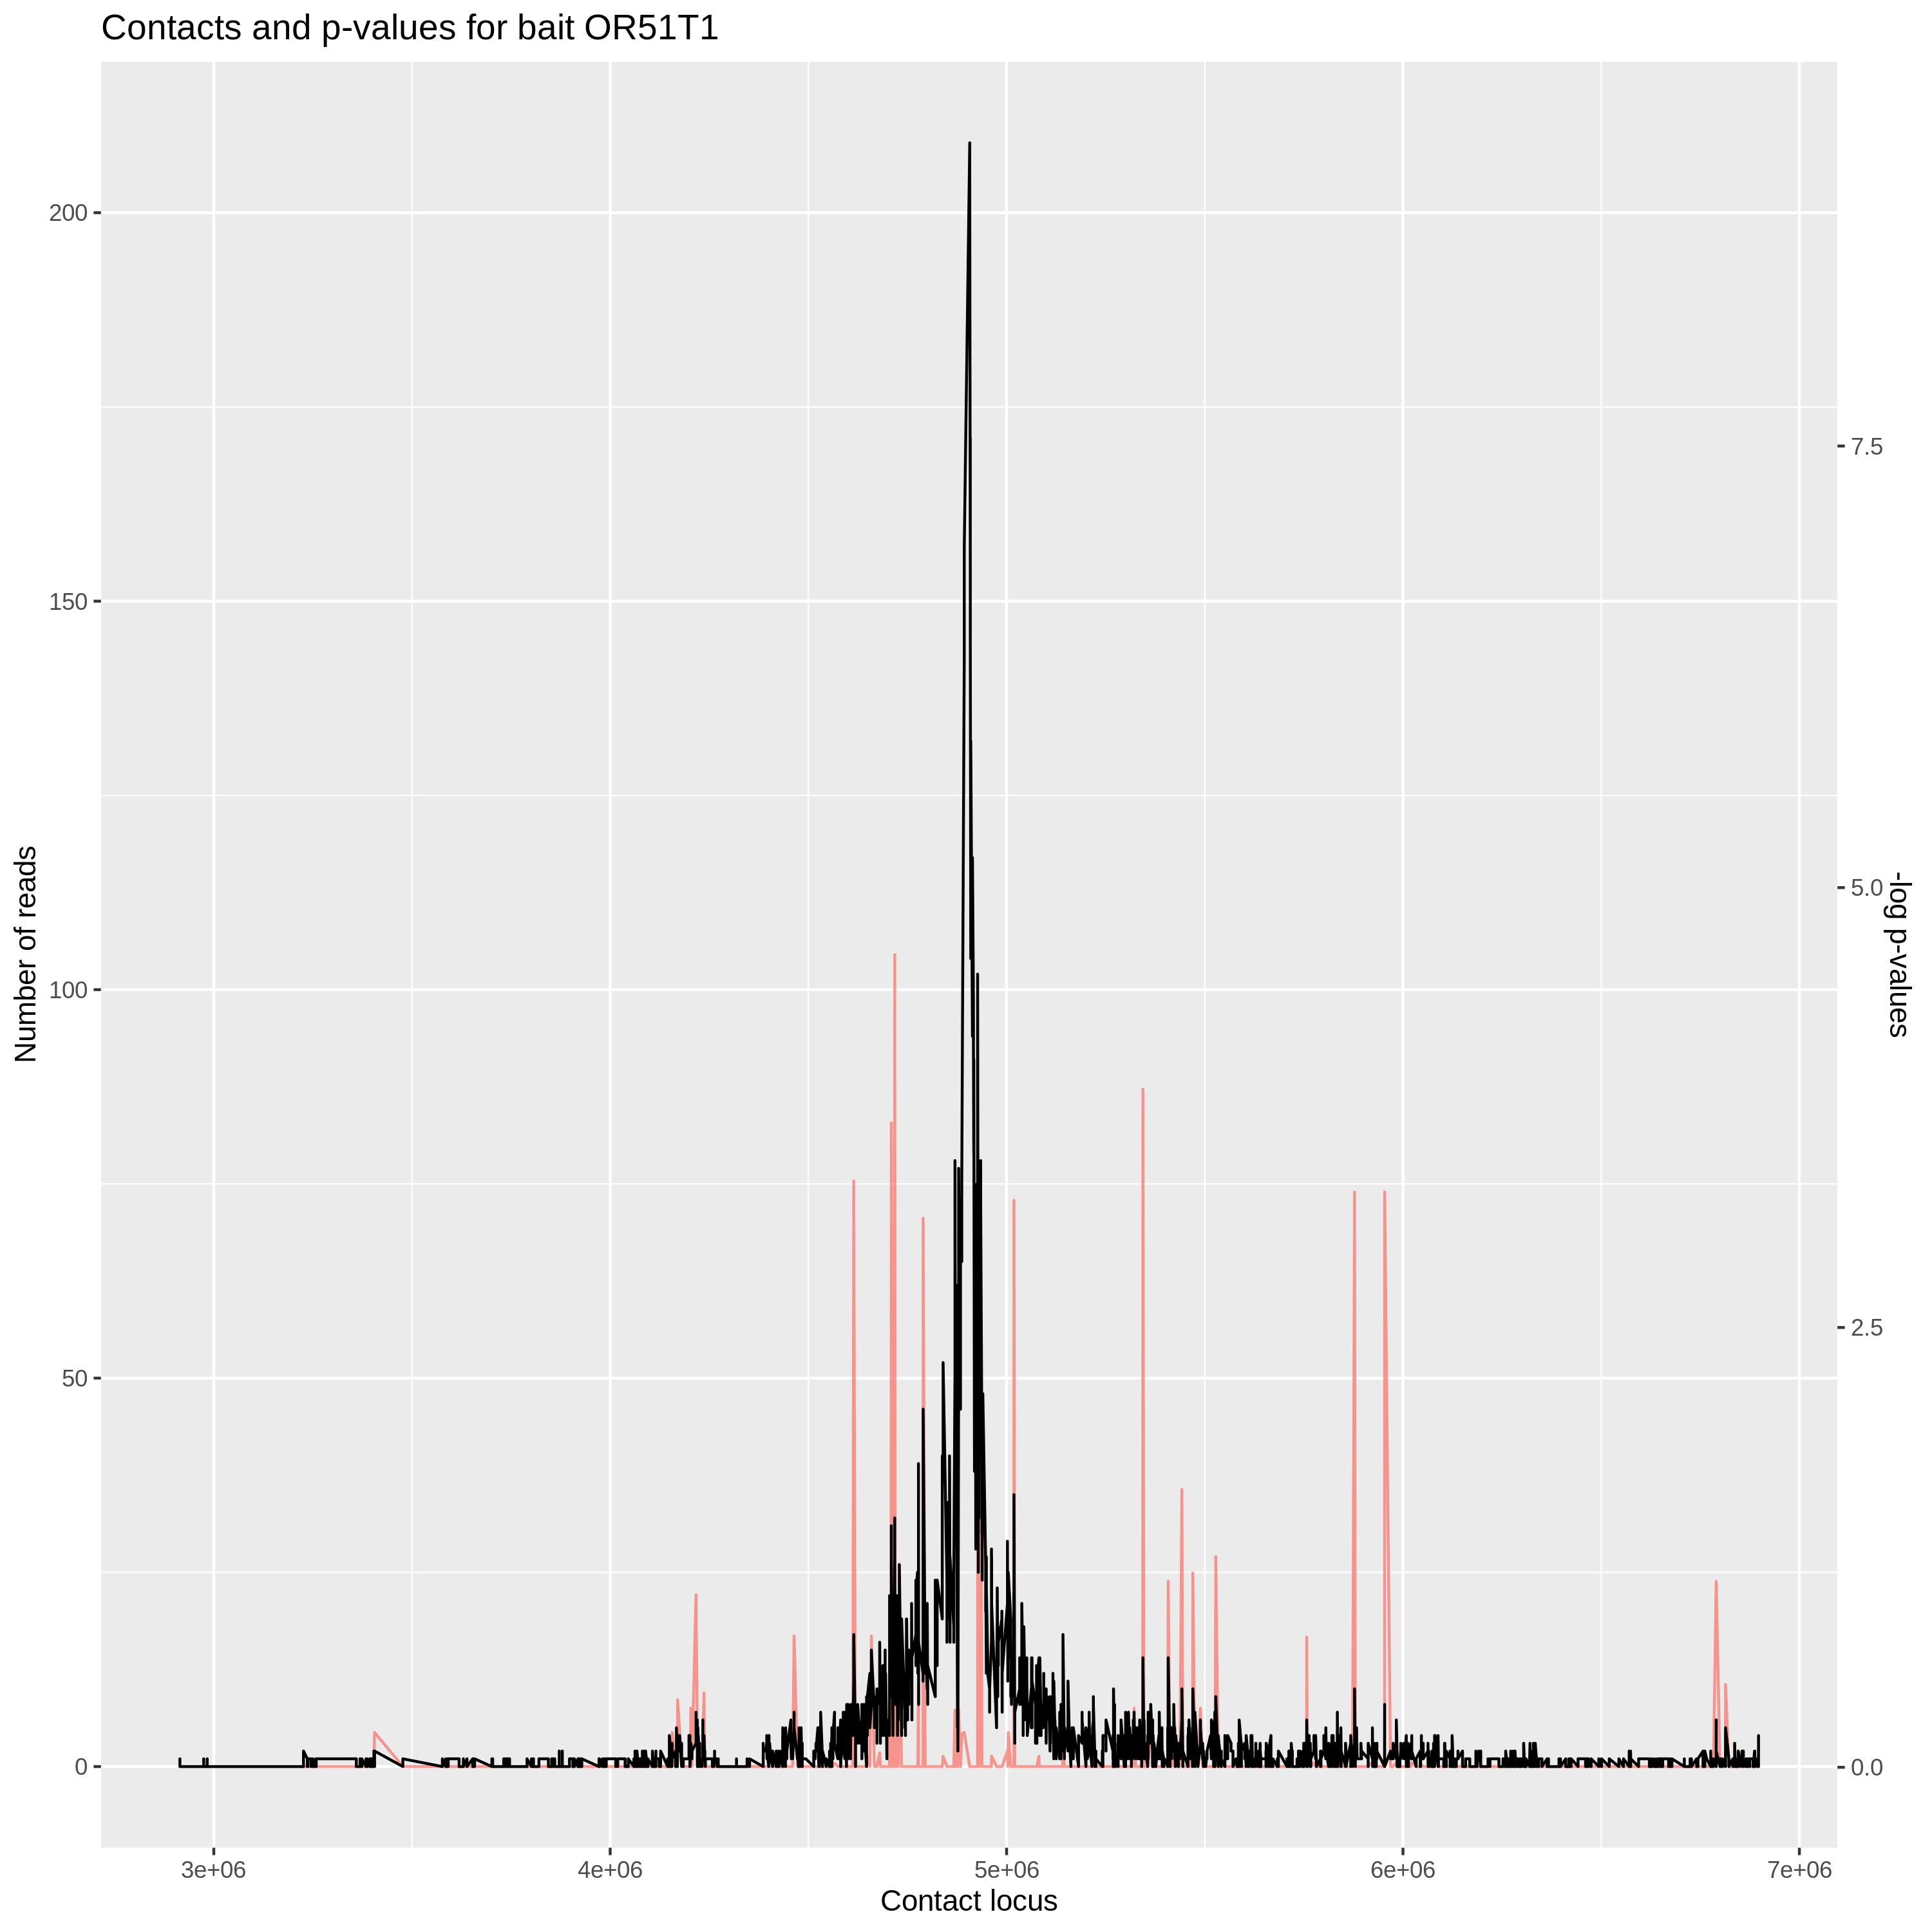 Contacts and p-values for bait OR51T1
Number of reads
200
150
100
50
0
7.5
5.0
2.5
0.0
-log p-values
3e+06 4e+06 5e+06 6e+06 7e+06
Contact locus